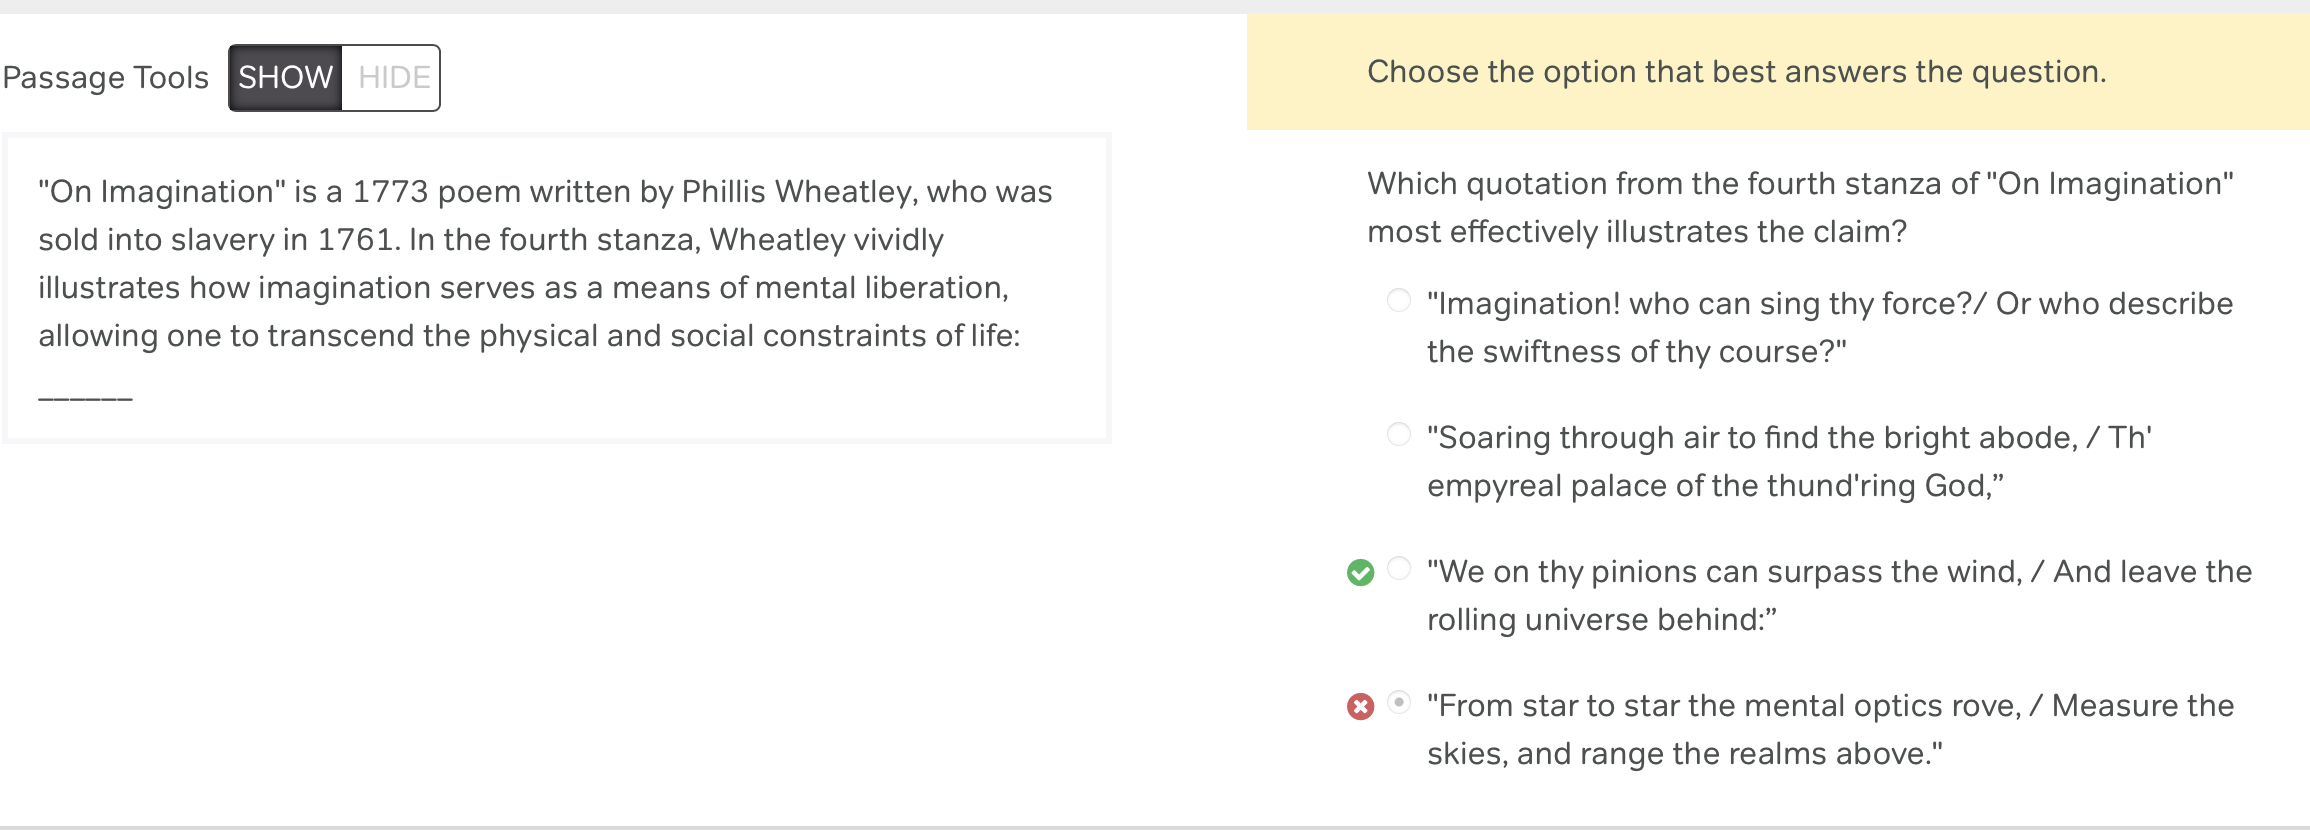 Passage Tools SHOW HIDE
"On Imagination" is a 1773 poem written by Phillis Wheatley, who was
sold into slavery in 1761. In the fourth stanza, Wheatley vividly
illustrates how imagination serves as a means of mental liberation,
allowing one to transcend the physical and social constraints of life:
______
Choose the option that best answers the question.
Which quotation from the fourth stanza of "On Imagination"
most effectively illustrates the claim?
"Imagination! who can sing thy force?/ Or who describe
the swiftness of thy course?"
"Soaring through air to find the bright abode, / Th'
empyreal palace of the thund'ring God,”
"We on thy pinions can surpass the wind, / And leave the
rolling universe behind:”
"From star to star the mental optics rove, / Measure the
skies, and range the realms above."